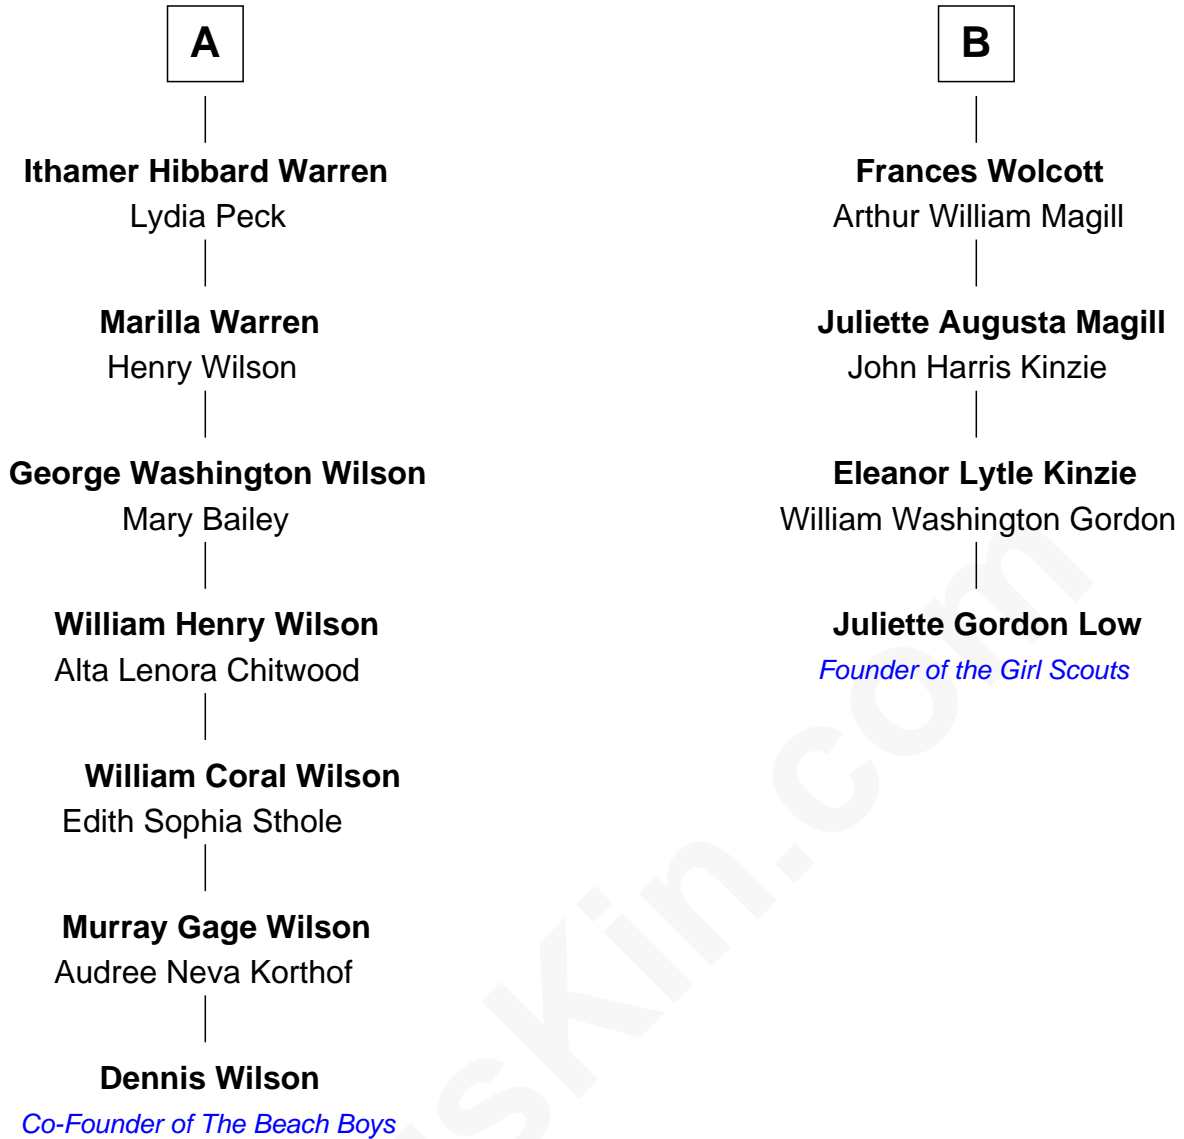 A
Ithamer Hibbard Warren
Lydia Peck
Marilla Warren
Henry Wilson
George Washington Wilson
Mary Bailey
William Henry Wilson
Alta Lenora Chitwood
William Coral Wilson
Edith Sophia Sthole
Murray Gage Wilson
Audree Neva Korthof
Dennis Wilson
Co-Founder of The Beach Boys
B
Frances Wolcott
Arthur William Magill
Juliette Augusta Magill
John Harris Kinzie
Eleanor Lytle Kinzie
William Washington Gordon
Juliette Gordon Low
Founder of the Girl Scouts